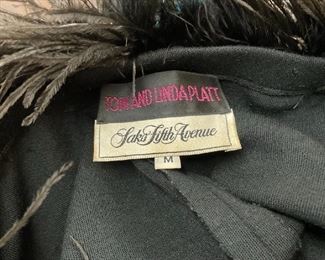 TOM AND LINDA PLATT
Saks Fifth Avenue
M